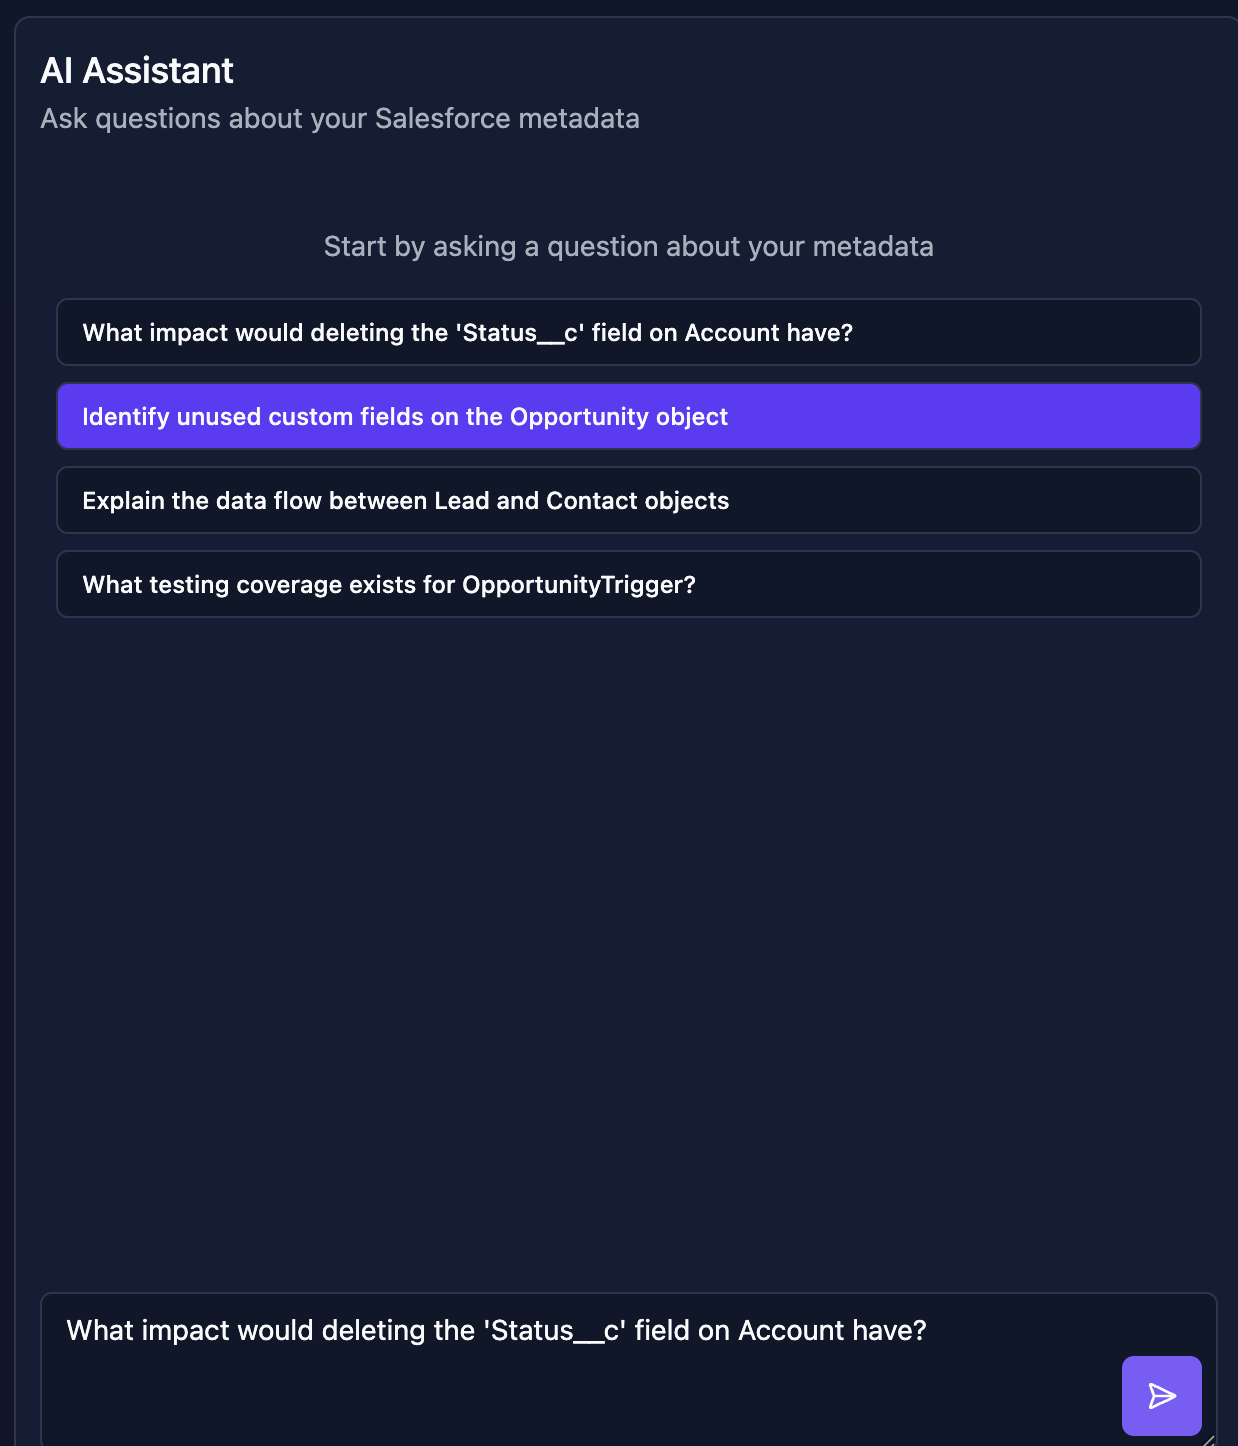 AI Assistant
Ask questions about your Salesforce metadata
Start by asking a question about your metadata
What impact would deleting the 'Status__c' field on Account have?
Identify unused custom fields on the Opportunity object
Explain the data flow between Lead and Contact objects
What testing coverage exists for OpportunityTrigger?
What impact would deleting the 'Status__c' field on Account have?